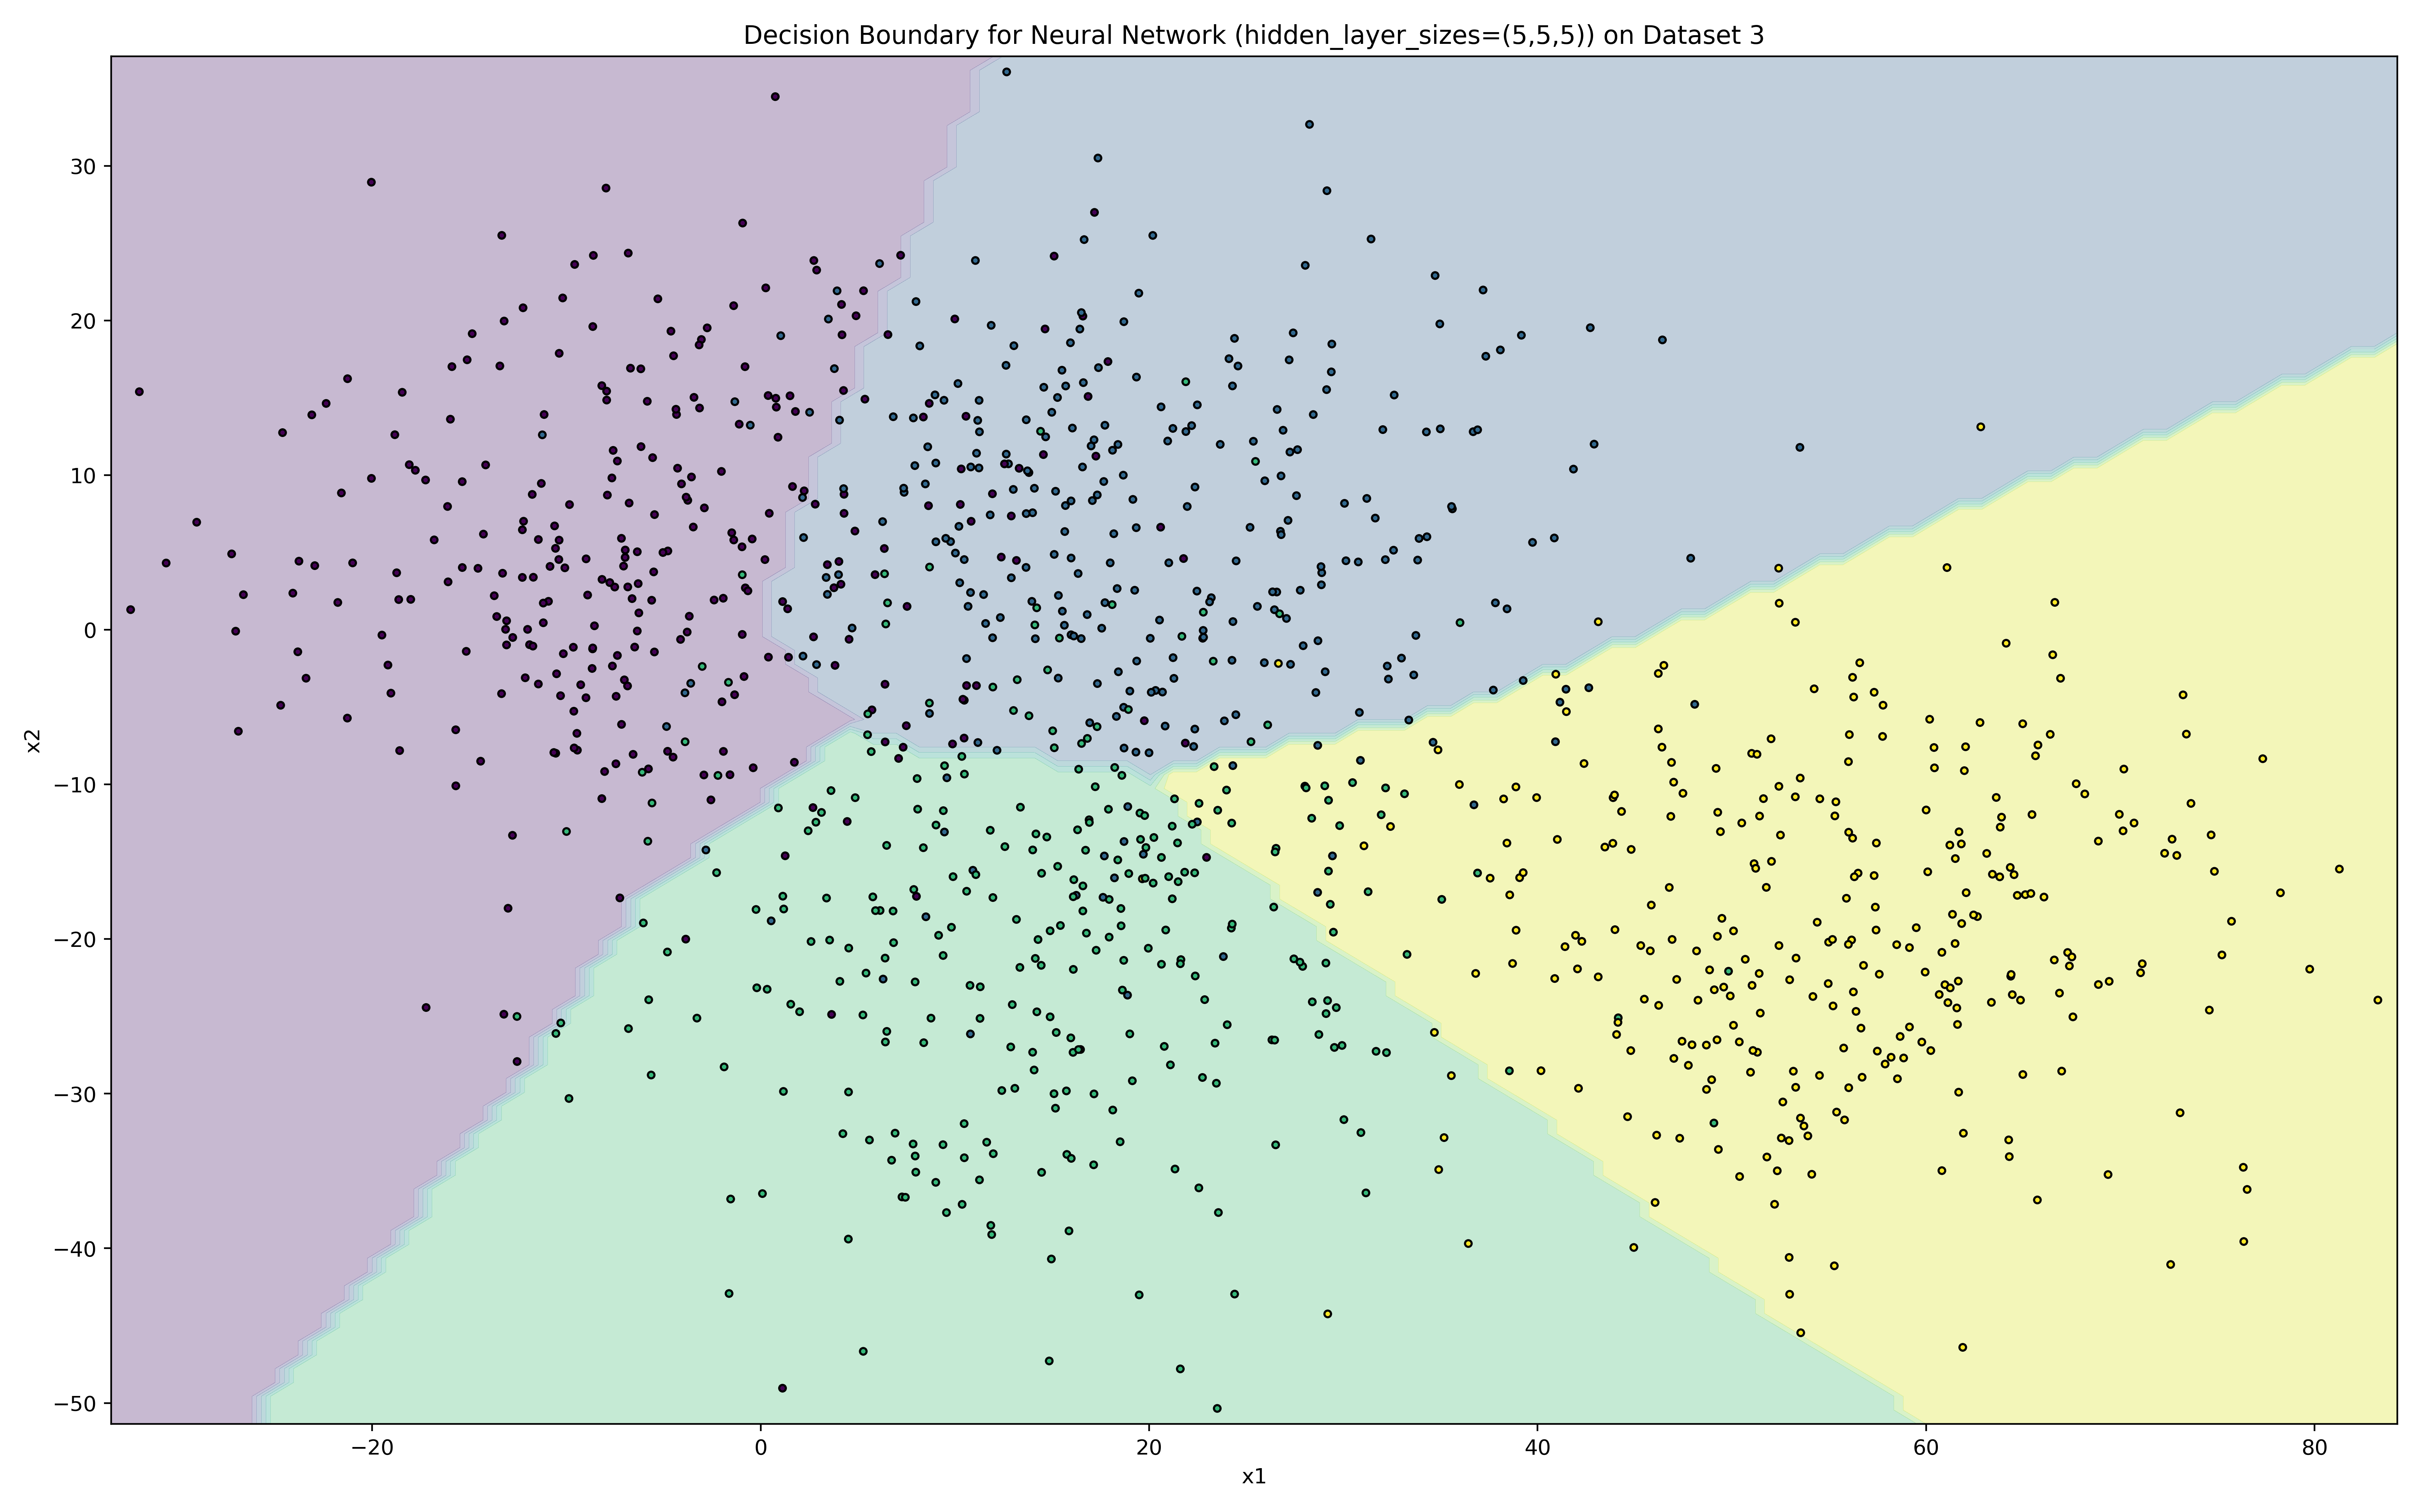 Decision Boundary for Neural Network (hidden_layer_sizes=(5,5,5)) on Dataset 3
30
20
10
0
−10
−20
−30
−40
−50
x2
−20 0 20 40 60 80
x1